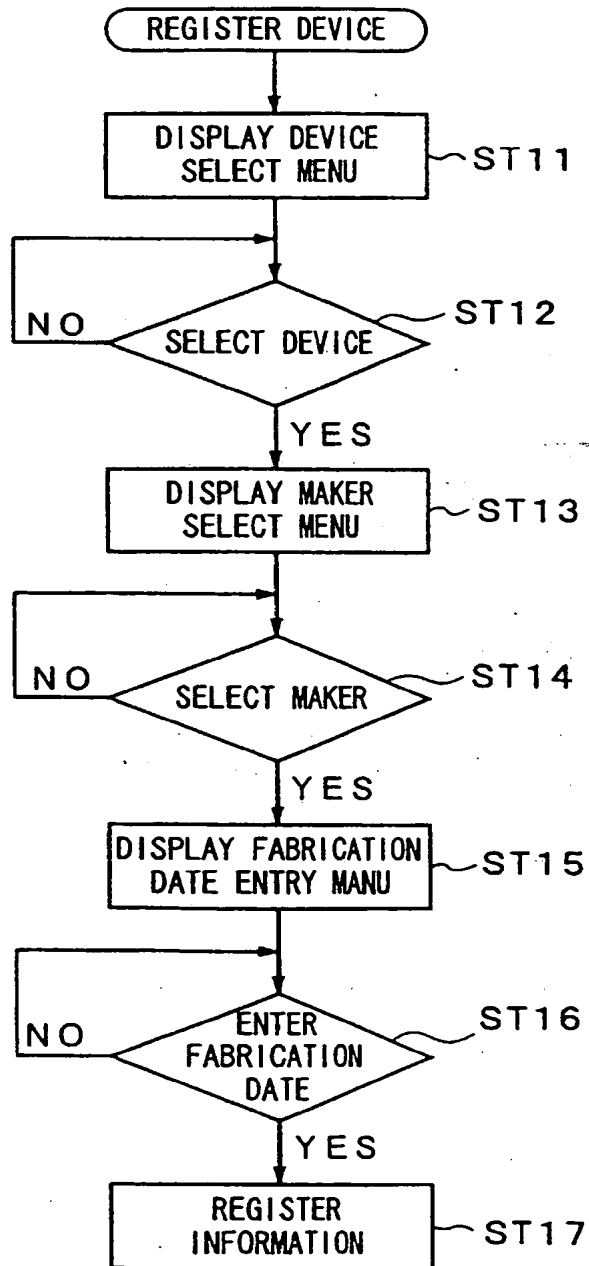 REGISTER DEVICE
DISPLAY DEVICE
SELECT MENU
ST11
NO
SELECT DEVICE
ST12
YES
DISPLAY MAKER
SELECT MENU
ST13
NO
SELECT MAKER
ST14
YES
DISPLAY FABRICATION
DATE ENTRY MANU
ST15
NO
ENTER
FABRICATION
DATE
ST16
YES
REGISTER
INFORMATION
ST17